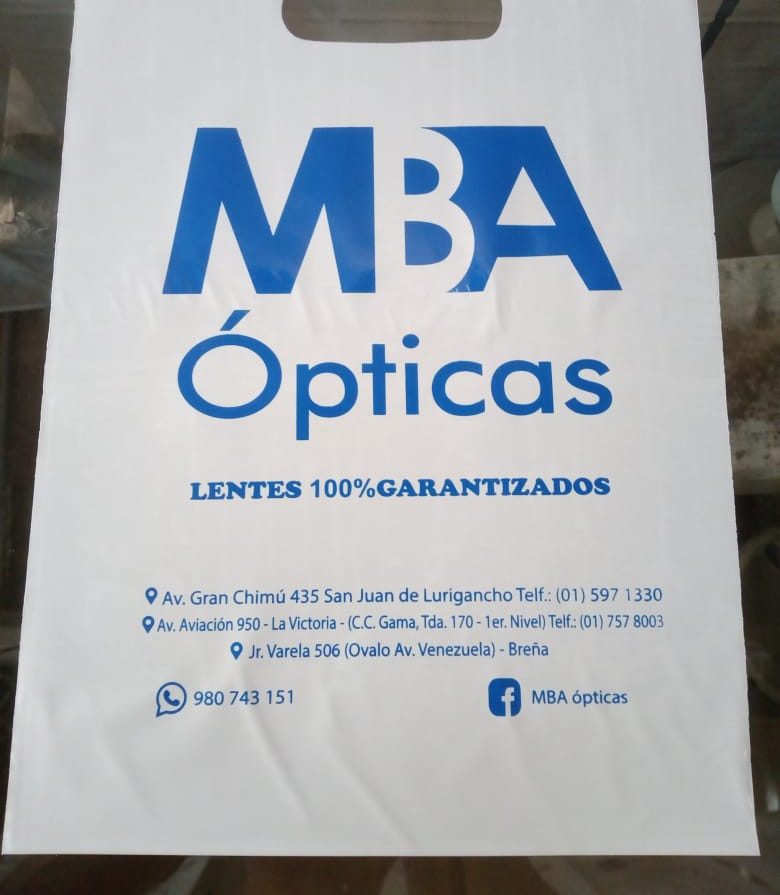 MBA
Ópticas
LENTES 100%GARANTIZADOS
Av. Gran Chimú 435 San Juan de Lurigancho Telf.: (01) 597 1330
Av. Aviación 950 - La Victoria - (C.C. Gama, Tda. 170 - 1er. Nivel) Telf.: (01) 757 8003
Jr. Varela 506 (Ovalo Av. Venezuela) - Breña
980 743 151 MBA ópticas